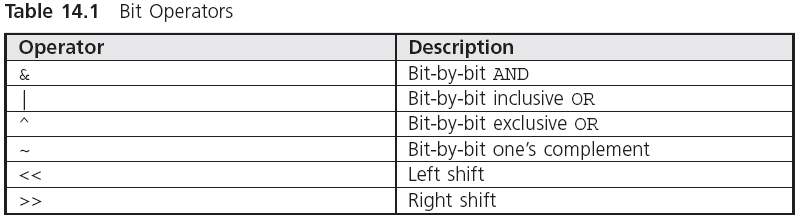 Table 14.1 Bit Operators
Operator Description
& Bit-by-bit AND
| Bit-by-bit inclusive OR
^ Bit-by-bit exclusive OR
~ Bit-by-bit one's complement
<< Left shift
>> Right shift